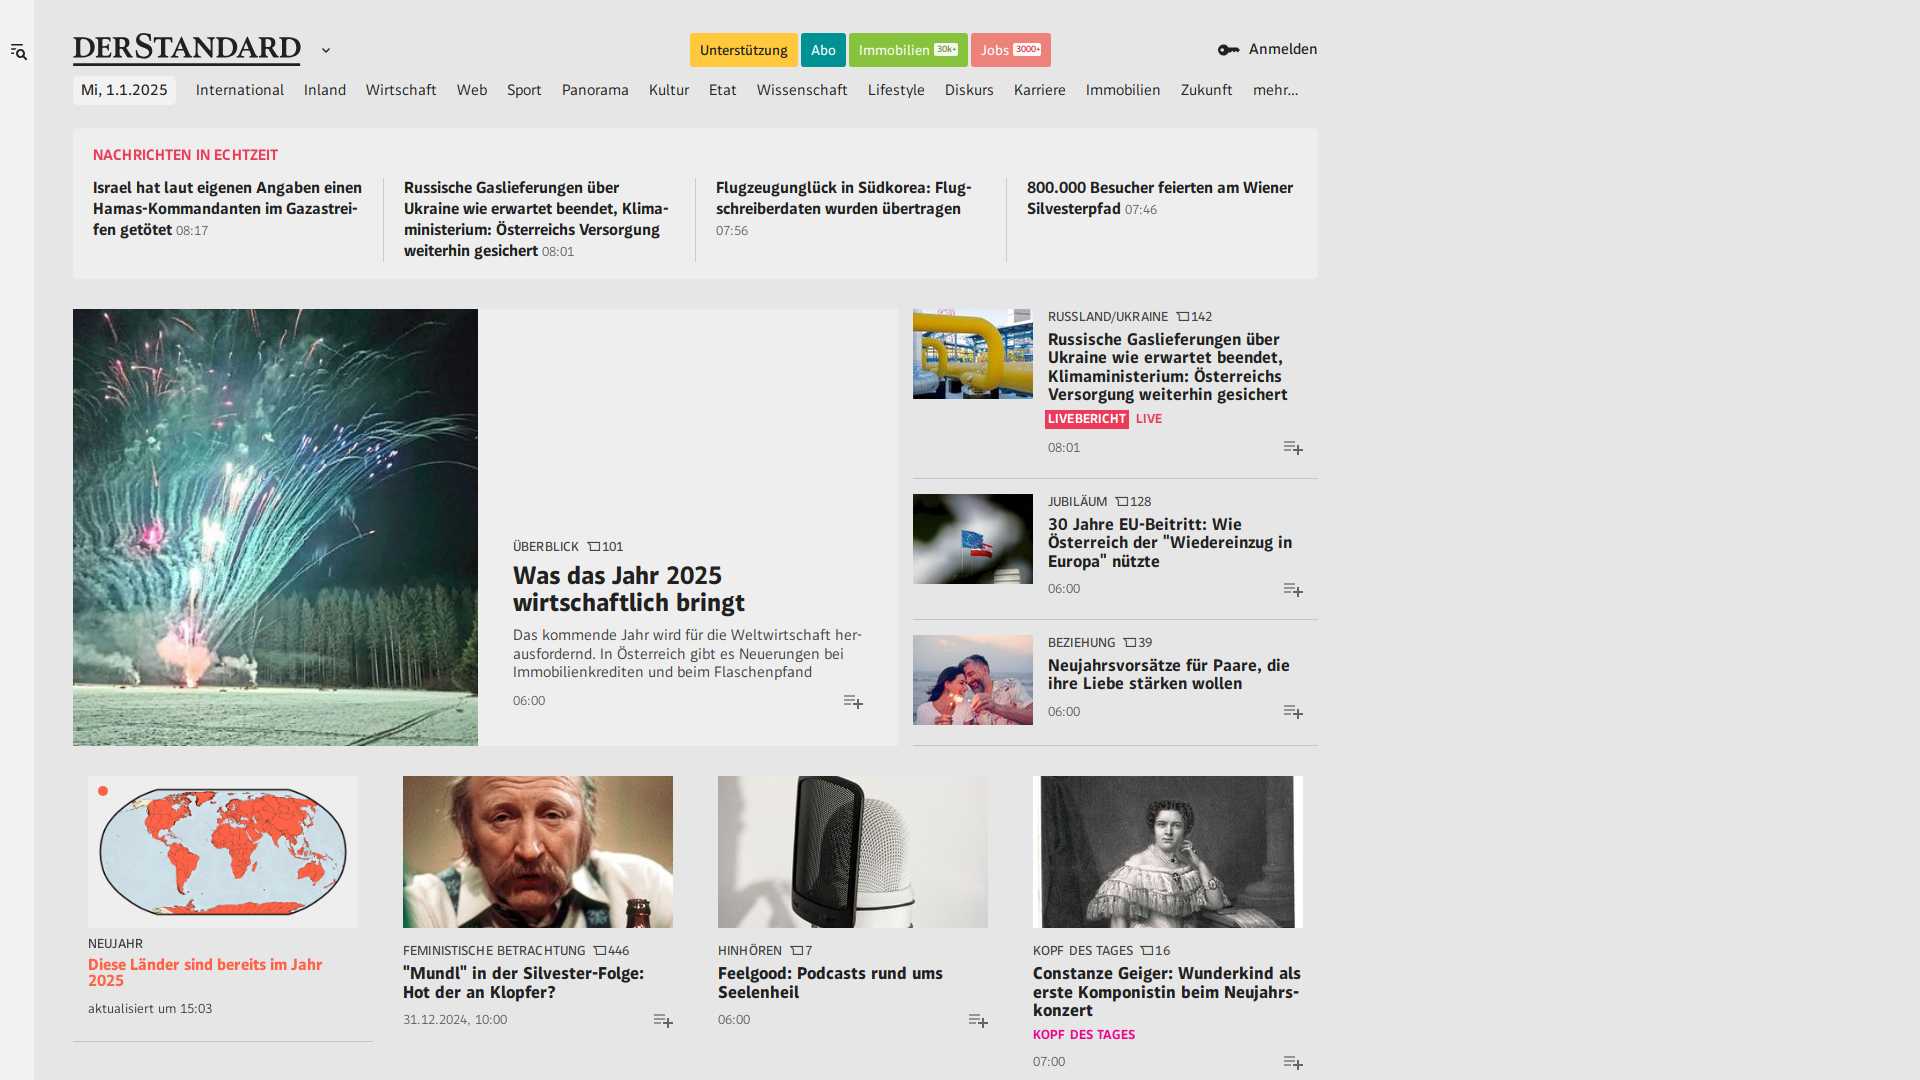 DERSTANDARD
Unterstützung
Abo
Immobilien 30k+
Jobs 3000+
Anmelden
Mi, 1.1.2025
International
Inland
Wirtschaft
Web
Sport
Panorama
Kultur
Etat
Wissenschaft
Lifestyle
Diskurs
Karriere
Immobilien
Zukunft
mehr...
NACHRICHTEN IN ECHTZEIT
Israel hat laut eigenen Angaben einen
Hamas-Kommandanten im Gazastrei-
fen getötet 08:17
Russische Gaslieferungen über
Ukraine wie erwartet beendet, Klima-
ministerium: Österreichs Versorgung
weiterhin gesichert 08:01
Flugzeugunglück in Südkorea: Flug-
schreiberdaten wurden übertragen
07:56
800.000 Besucher feierten am Wiener
Silvesterpfad 07:46
ÜBERBLICK 101
Was das Jahr 2025
wirtschaftlich bringt
Das kommende Jahr wird für die Weltwirtschaft her-
ausfordernd. In Österreich gibt es Neuerungen bei
Immobilienkrediten und beim Flaschenpfand
06:00
RUSSLAND/UKRAINE 142
Russische Gaslieferungen über
Ukraine wie erwartet beendet,
Klimaministerium: Österreichs
Versorgung weiterhin gesichert
LIVEBERICHT LIVE
08:01
JUBILÄUM 128
30 Jahre EU-Beitritt: Wie
Österreich der "Wiedereinzug in
Europa" nützte
06:00
BEZIEHUNG 39
Neujahrsvorsätze für Paare, die
ihre Liebe stärken wollen
06:00
NEUJAHR
Diese Länder sind bereits im Jahr
2025
aktualisiert um 15:03
FEMINISTISCHE BETRACHTUNG 446
"Mundl" in der Silvester-Folge:
Hot der an Klopfer?
31.12.2024, 10:00
HINHÖREN 7
Feelgood: Podcasts rund ums
Seelenheil
06:00
KOPF DES TAGES 16
Constanze Geiger: Wunderkind als
erste Komponistin beim Neujahrs-
konzert
KOPF DES TAGES
07:00